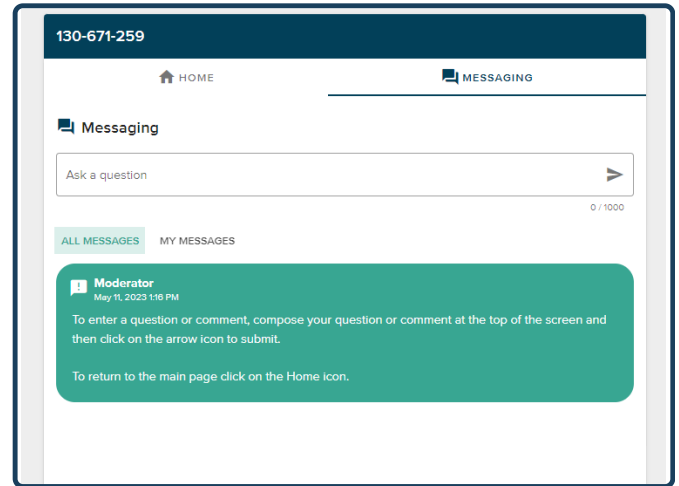 130-671-259
HOME
MESSAGING
Messaging
Ask a question
0 / 1000
ALL MESSAGES
MY MESSAGES
Moderator
May 11, 2023 1:16 PM
To enter a question or comment, compose your question or comment at the top of the screen and
then click on the arrow icon to submit.
To return to the main page click on the Home icon.